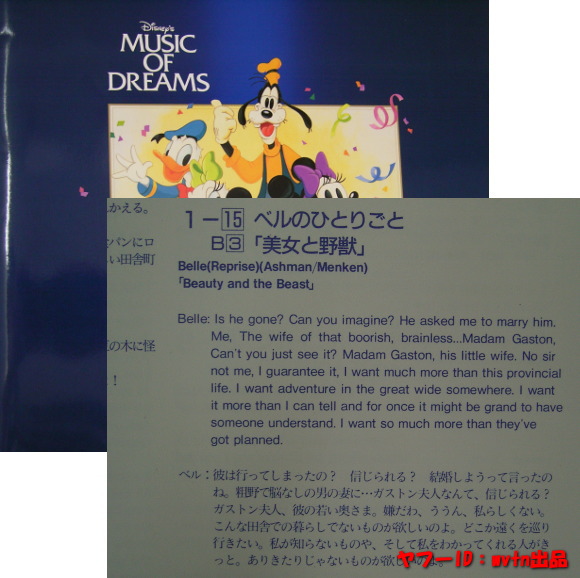 Disney's
MUSIC
OF
DREAMS
かえる。
パンにロ
い田舎町
の木に怪
！
1－15 ベルのひとりごと
B3「美女と野獣」
Belle(Reprise)(Ashman/Menken)
「Beauty and the Beast」
Belle: Is he gone? Can you imagine? He asked me to marry him.
Me, The wife of that boorish, brainless...Madam Gaston,
Can't you just see it? Madam Gaston, his little wife. No sir
not me, I guarantee it, I want much more than this provincial
life. I want adventure in the great wide somewhere. I want
it more than I can tell and for once it might be grand to have
someone understand. I want so much more than they've
got planned.
ベル：彼は行ってしまったの？　信じられる？　結婚しようって言ったの
ね。粗野で脳なしの男の妻に…ガストン夫人なんて、信じられる？
ガストン夫人、彼の若い奥さま。嫌だわ、ううん、私らしくない。
こんな田舎での暮らしでないものが欲しいのよ。どこか遠くを巡り
行きたい。私が知らないものや、そして私をわかってくれる人がき
っと。ありきたりじゃないものが欲しいのよ。
ヤフーID：mvtn出品